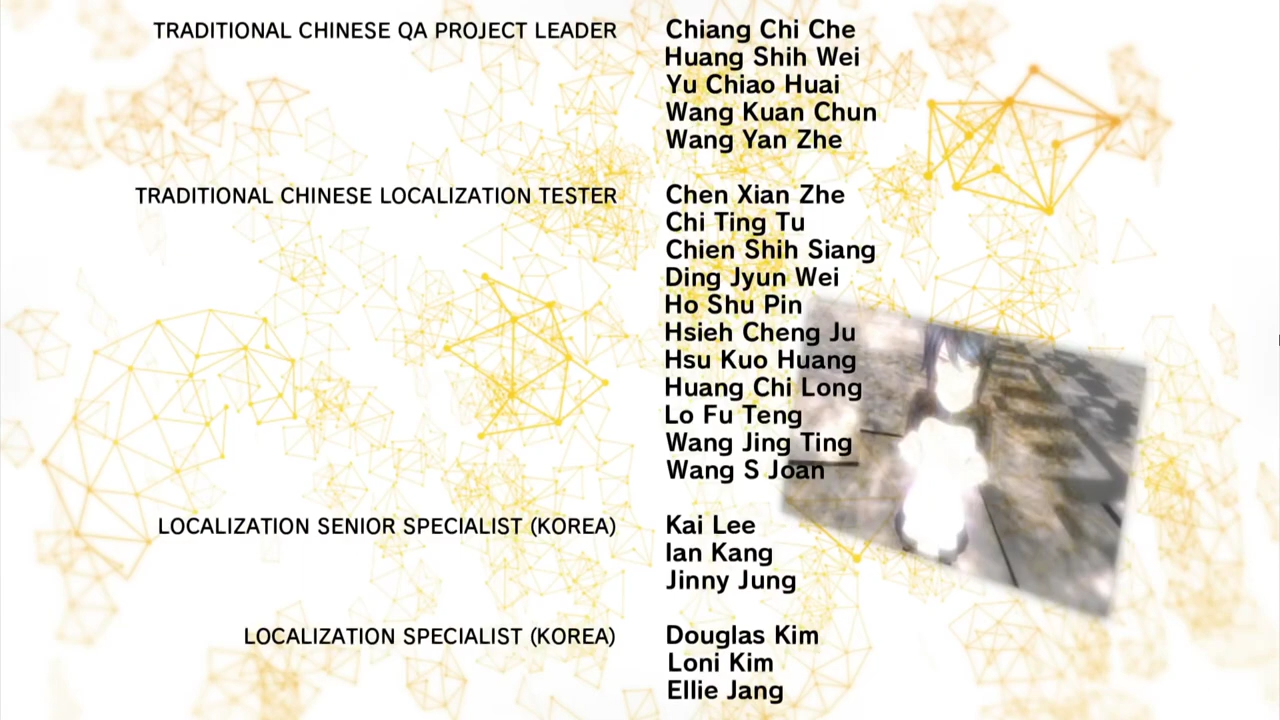 TRADITIONAL CHINESE QA PROJECT LEADER Chiang Chi Che
Huang Shih Wei
Yu Chiao Huai
Wang Kuan Chun
Wang Yan Zhe
TRADITIONAL CHINESE LOCALIZATION TESTER Chen Xian Zhe
Chi Ting Tu
Chien Shih Siang
Ding Jyun Wei
Ho Shu Pin
Hsieh Cheng Ju
Hsu Kuo Huang
Huang Chi Long
Lo Fu Teng
Wang Jing Ting
Wang S Joan
LOCALIZATION SENIOR SPECIALIST (KOREA) Kai Lee
Ian Kang
Jinny Jung
LOCALIZATION SPECIALIST (KOREA) Douglas Kim
Loni Kim
Ellie Jang